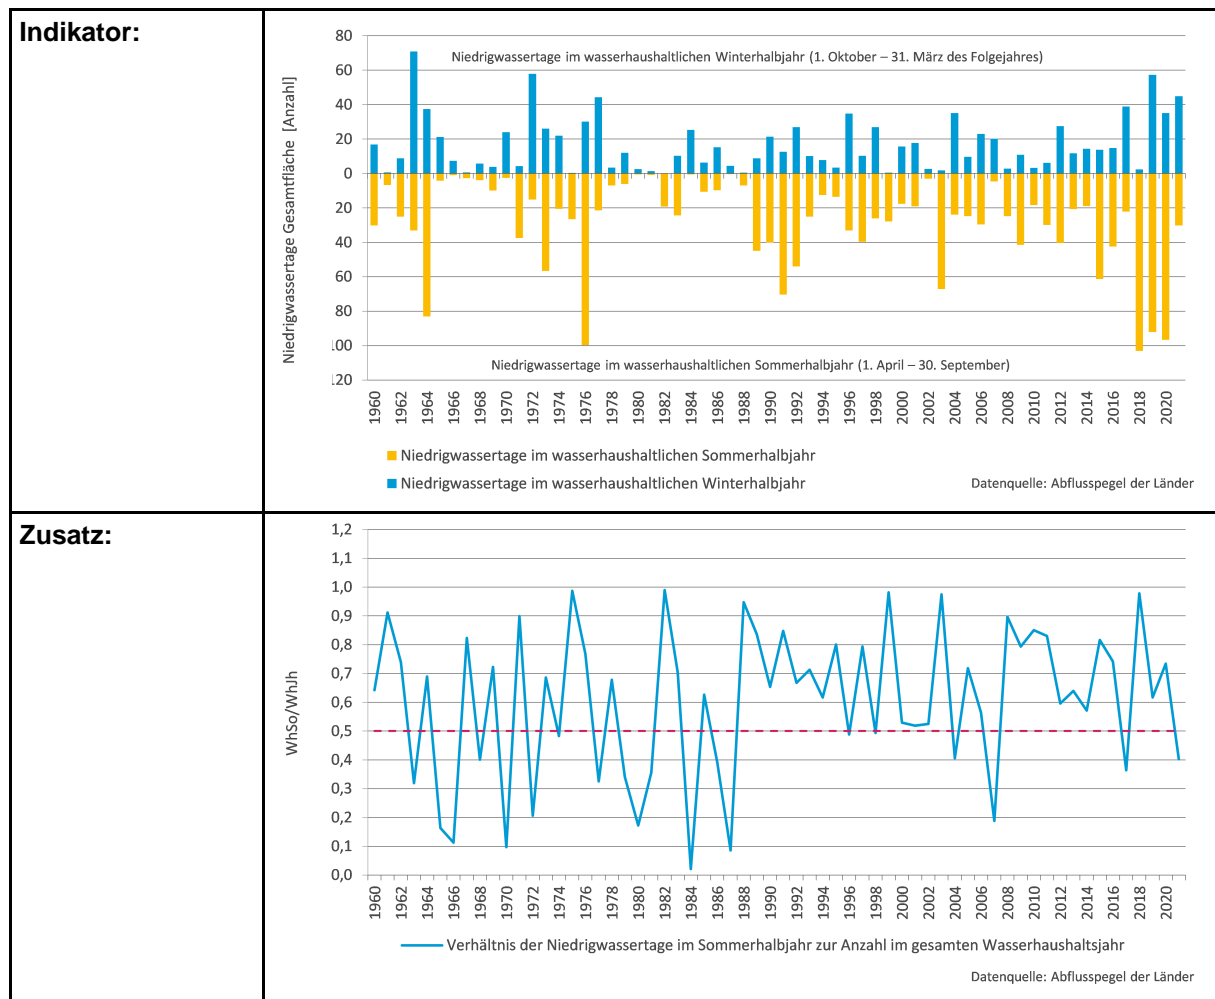 Indikator:
80
60
40
20
0
20
40
60
80
100
120
Niedrigwassertage Gesamtfläche [Anzahl]
Niedrigwassertage im wasserhaushaltlichen Winterhalbjahr (1. Oktober – 31. März des Folgejahres)
Niedrigwassertage im wasserhaushaltlichen Sommerhalbjahr (1. April – 30. September)
1960 1962 1964 1966 1968 1970 1972 1974 1976 1978 1980 1982 1984 1986 1988 1990 1992 1994 1996 1998 2000 2002 2004 2006 2008 2010 2012 2014 2016 2018 2020
Niedrigwassertage im wasserhaushaltlichen Sommerhalbjahr
Niedrigwassertage im wasserhaushaltlichen Winterhalbjahr
Datenquelle: Abflusspegel der Länder
Zusatz:
1,2
1,1
1,0
0,9
0,8
0,7
0,6
0,5
0,4
0,3
0,2
0,1
0,0
WhSo/WhJh
1960 1962 1964 1966 1968 1970 1972 1974 1976 1978 1980 1982 1984 1986 1988 1990 1992 1994 1996 1998 2000 2002 2004 2006 2008 2010 2012 2014 2016 2018 2020
Verhältnis der Niedrigwassertage im Sommerhalbjahr zur Anzahl im gesamten Wasserhaushaltsjahr
Datenquelle: Abflusspegel der Länder